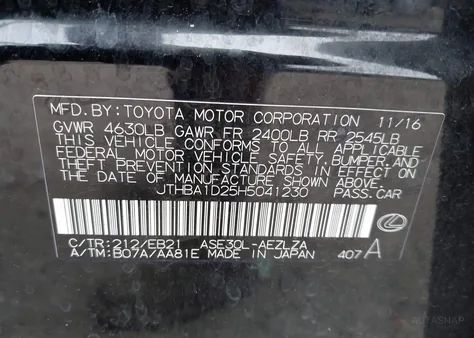 MFD.BY:TOYOTA MOTOR CORPORATION 11/16
GVWR 4630LB GAWR FR 2400LB RR 2545LB
THIS VEHICLE CONFORMS TO ALL APPLICABLE
FEDERAL MOTOR VEHICLE SAFETY, BUMPER, AND
THEFT PREVENTION STANDARDS IN EFFECT ON
THE DATE OF MANUFACTURE SHOWN ABOVE.
JTHBA1D25H5041230 PASS.CAR
C/TR:212/EB21 ASE30L-AEZLZA
A/TM:B07A/AA81E MADE IN JAPAN 407 A